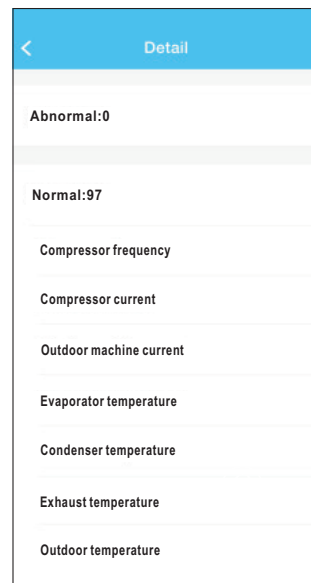 Detail
Abnormal:0
Normal:97
Compressor frequency
Compressor current
Outdoor machine current
Evaporator temperature
Condenser temperature
Exhaust temperature
Outdoor temperature